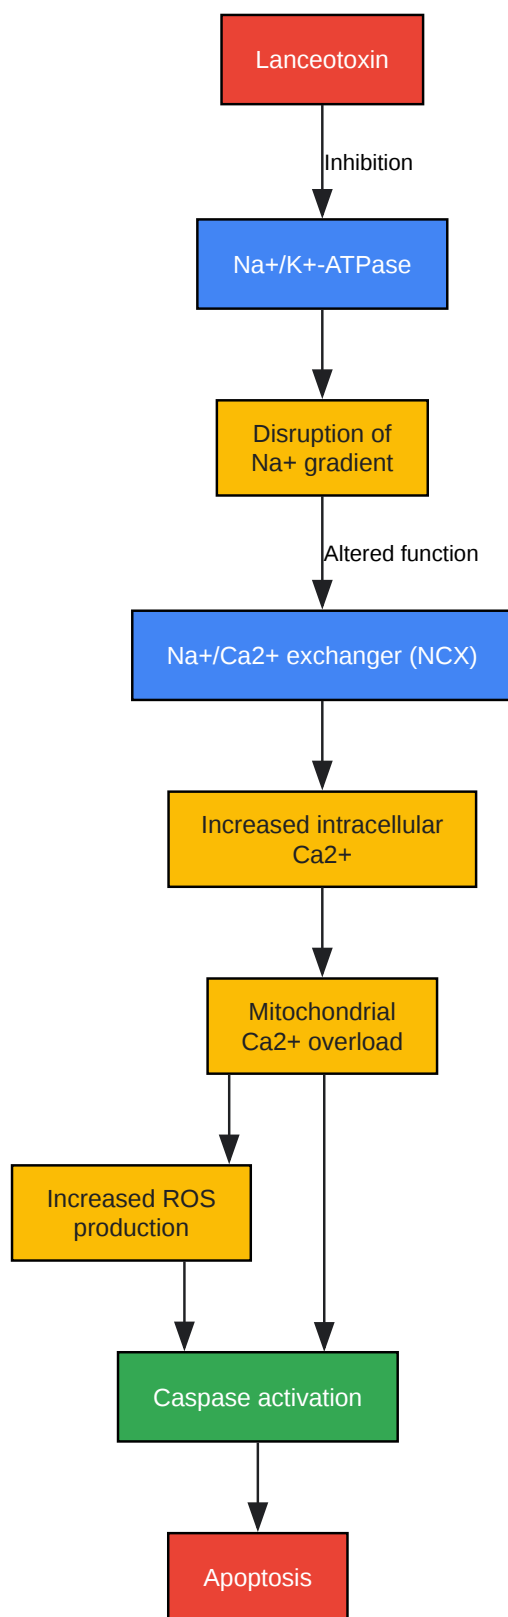 Lanceotoxin
Inhibition
Na+/K+-ATPase
Disruption of
Na+ gradient
Altered function
Na+/Ca2+ exchanger (NCX)
Increased intracellular
Ca2+
Mitochondrial
Ca2+ overload
Increased ROS
production
Caspase activation
Apoptosis